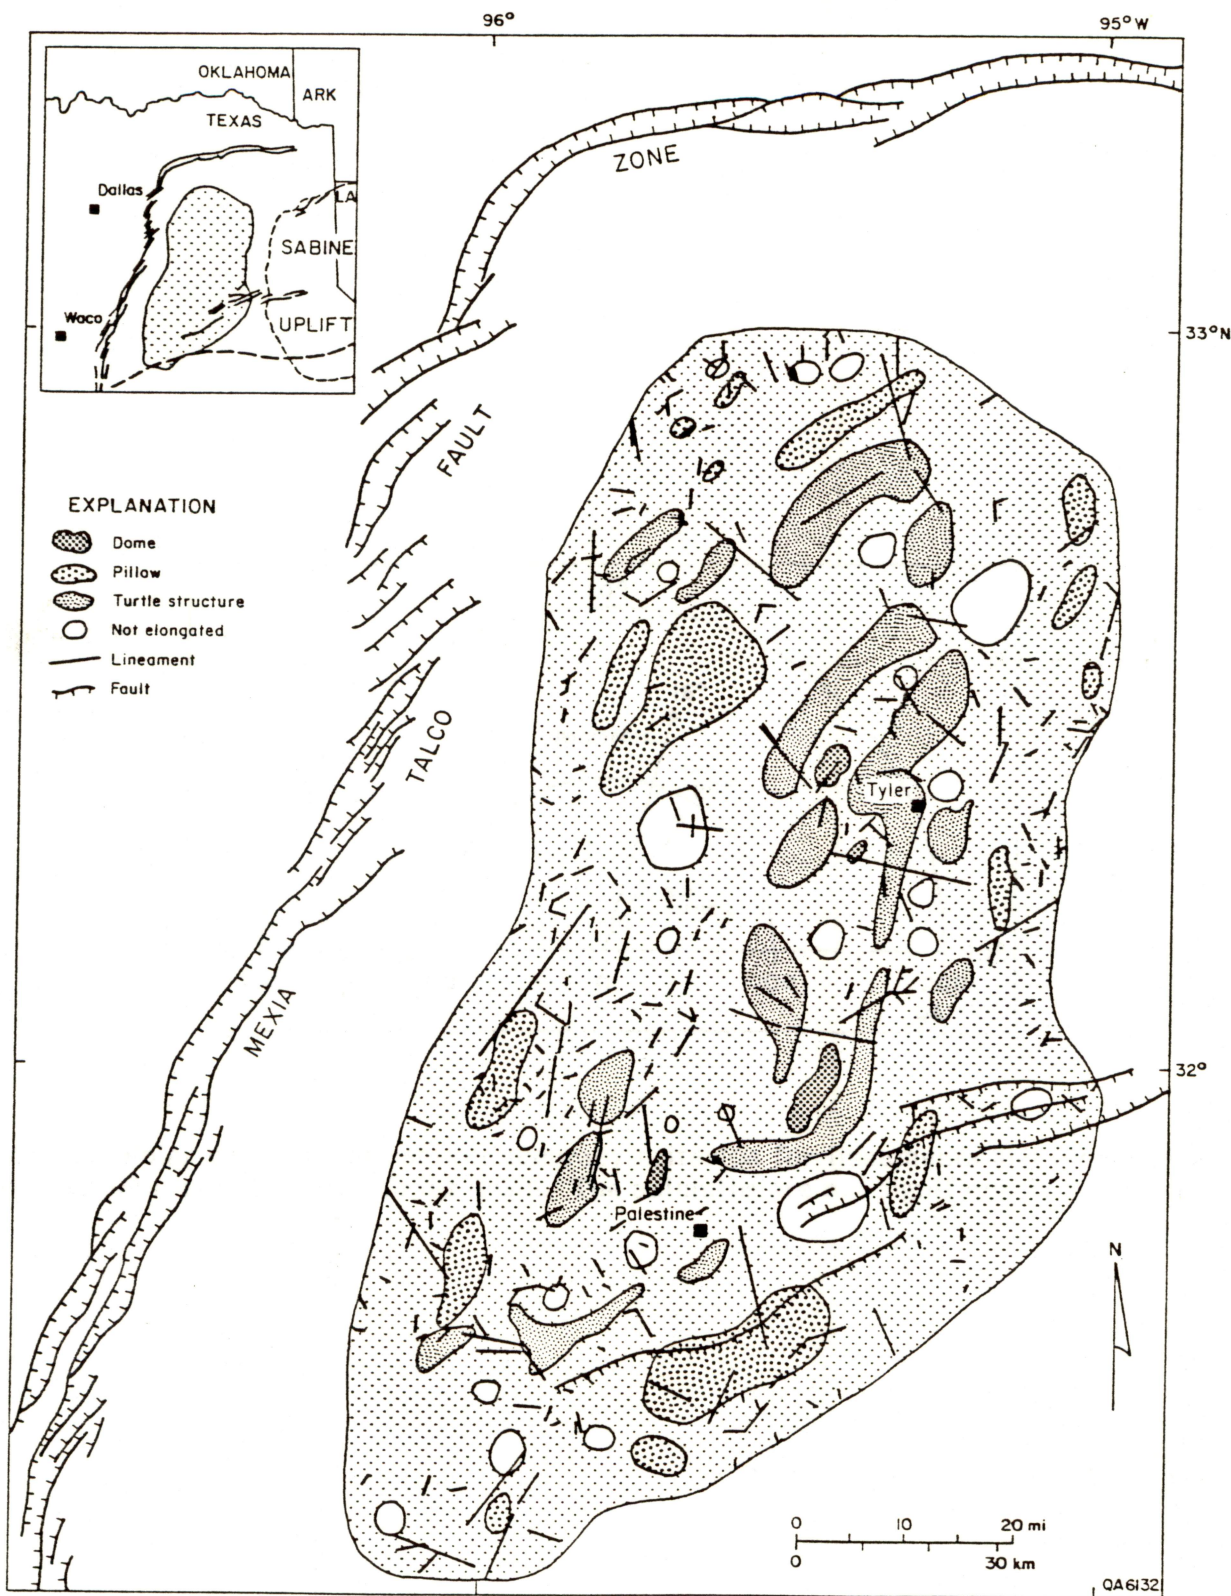 96°
95° W
OKLAHOMA
ARK
TEXAS
Dallas
LA
SABINE
Waco
UPLIFT
ZONE
33° N
FAULT
EXPLANATION
Dome
Pillow
Turtle structure
Not elongated
Lineament
Fault
TALCO
Tyler
MEXIA
32°
Palestine
N
0 10 20 mi
0 30 km
QA6132